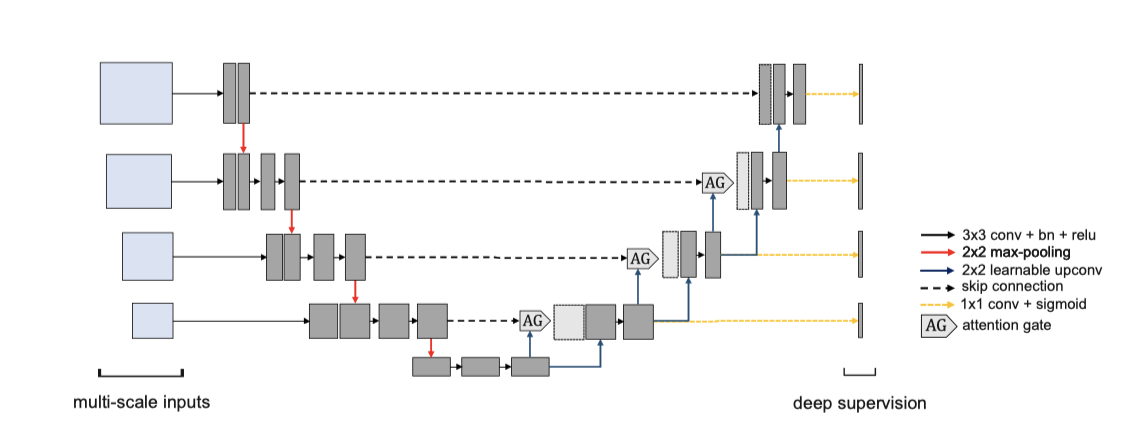 AG
AG
AG
3x3 conv + bn + relu
2x2 max-pooling
2x2 learnable upconv
skip connection
1x1 conv + sigmoid
AG attention gate
multi-scale inputs
deep supervision